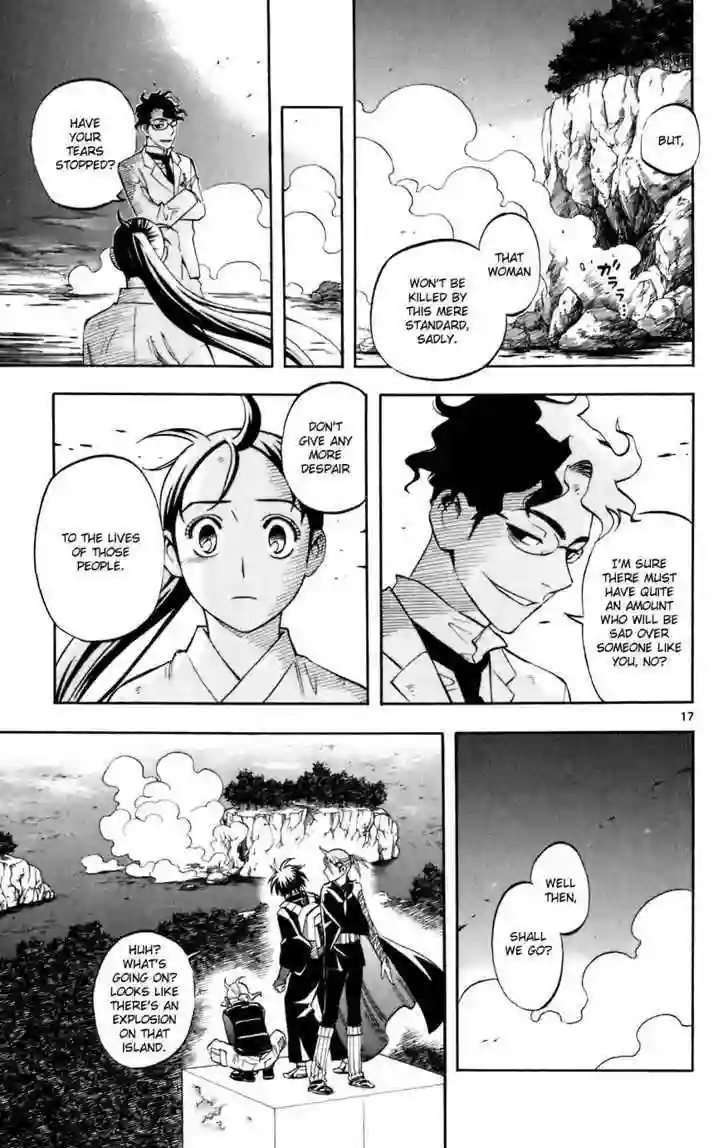 BUT,
THAT
WOMAN
WON'T BE
KILLED BY
THIS MERE
STANDARD,
SADLY.
ガラ
HAVE
YOUR
TEARS
STOPPED?
I'M SURE
THERE MUST
HAVE QUITE
AN AMOUNT
WHO WILL BE
SAD OVER
SOMEONE LIKE
YOU, NO?
DON'T
GIVE ANY
MORE
DESPAIR
TO THE LIVES
OF THOSE
PEOPLE.
17
WELL
THEN,
SHALL
WE GO?
HUH?
WHAT'S
GOING ON?
LOOKS LIKE
THERE'S AN
EXPLOSION
ON THAT
ISLAND.